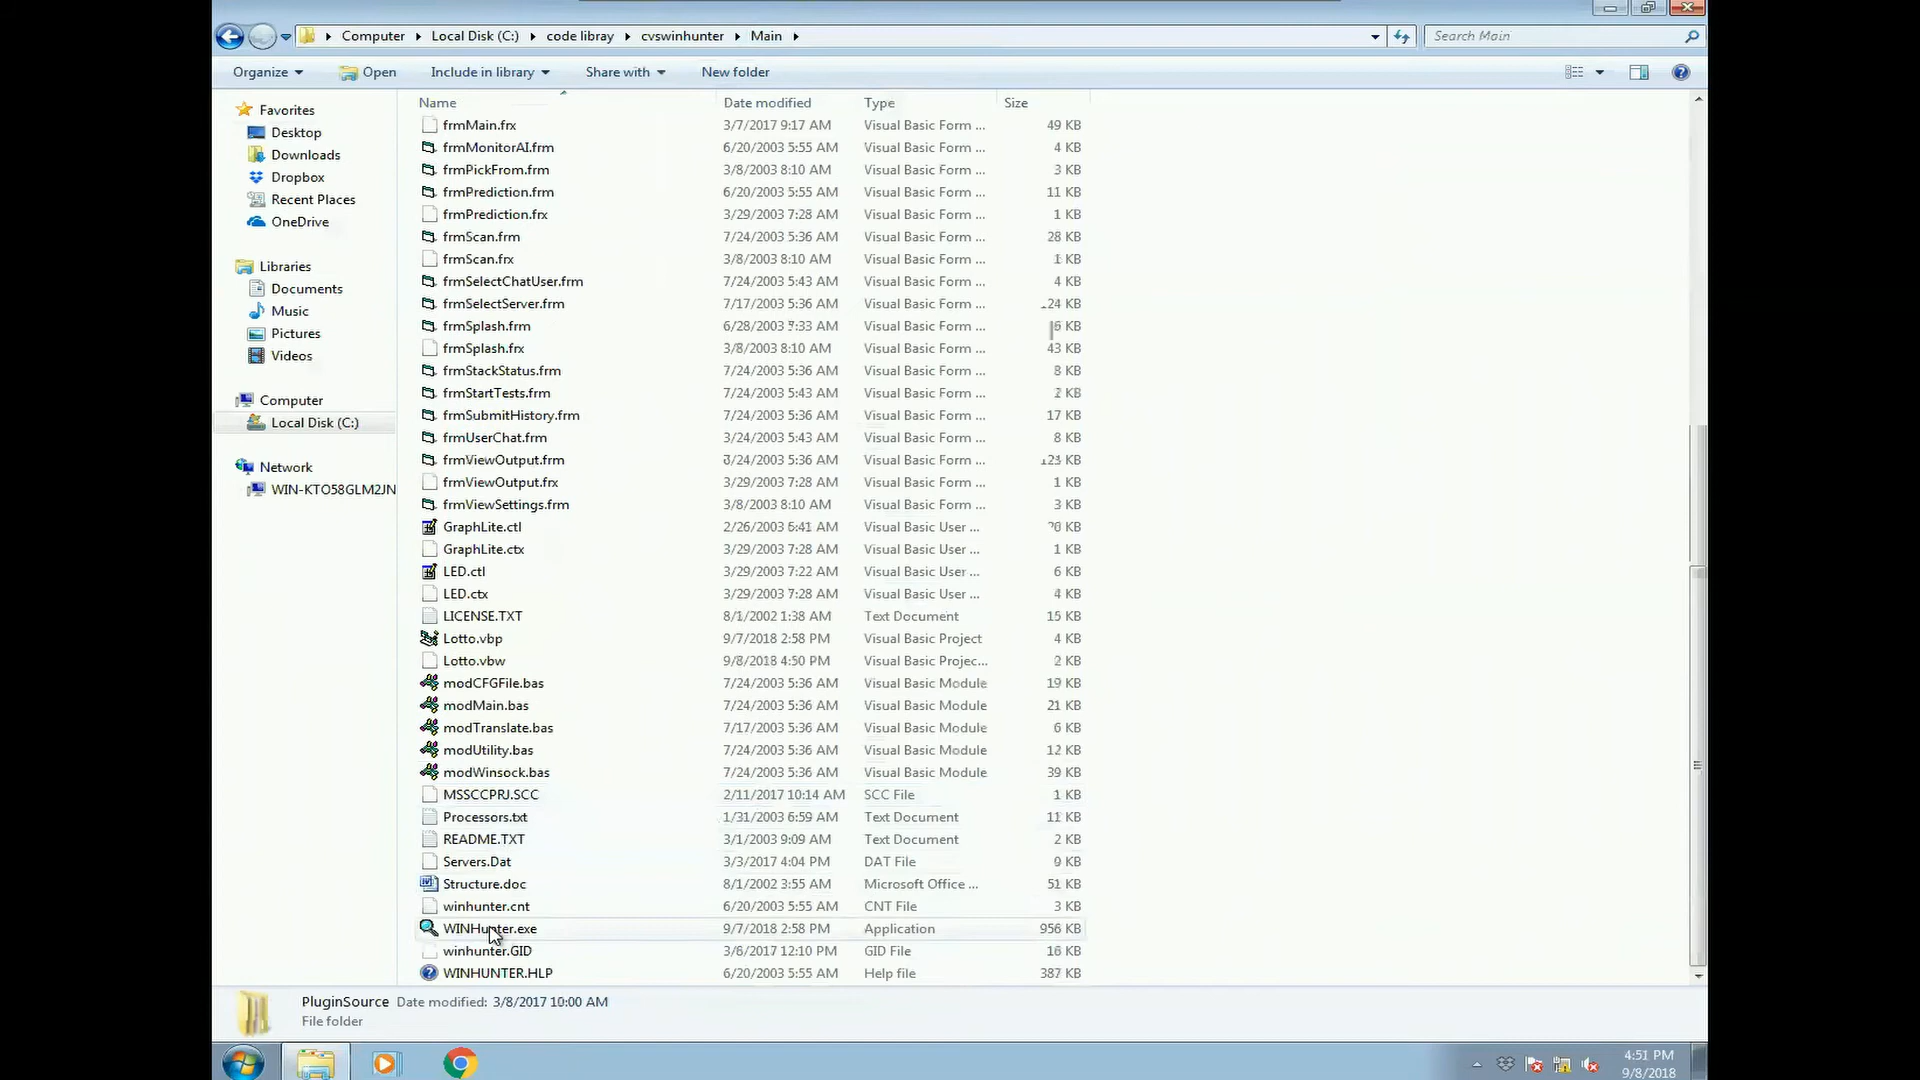 Computer Local Disk (C:) code libray cvswinhunter Main Search Main
Organize Open Include in library Share with New folder
Favorites
Desktop
Downloads
Dropbox
Recent Places
OneDrive
Libraries
Documents
Music
Pictures
Videos
Computer
Local Disk (C:)
Network
WIN-KTO58GLM2JN
Name Date modified Type Size
frmMain.frx 3/7/2017 9:17 AM Visual Basic Form ... 49 KB
frmMonitorAI.frm 6/20/2003 5:55 AM Visual Basic Form ... 4 KB
frmPickFrom.frm 3/8/2003 8:10 AM Visual Basic Form ... 3 KB
frmPrediction.frm 6/20/2003 5:55 AM Visual Basic Form ... 11 KB
frmPrediction.frx 3/29/2003 7:28 AM Visual Basic Form ... 1 KB
frmScan.frm 7/24/2003 5:36 AM Visual Basic Form ... 28 KB
frmScan.frx 3/8/2003 8:10 AM Visual Basic Form ... 1 KB
frmSelectChatUser.frm 7/24/2003 5:43 AM Visual Basic Form ... 4 KB
frmSelectServer.frm 7/17/2003 5:36 AM Visual Basic Form ... 24 KB
frmSplash.frm 6/28/2003 7:33 AM Visual Basic Form ... 6 KB
frmSplash.frx 3/8/2003 8:10 AM Visual Basic Form ... 43 KB
frmStackStatus.frm 7/24/2003 5:36 AM Visual Basic Form ... 8 KB
frmStartTests.frm 7/24/2003 5:43 AM Visual Basic Form ... 2 KB
frmSubmitHistory.frm 7/24/2003 5:36 AM Visual Basic Form ... 17 KB
frmUserChat.frm 3/24/2003 5:43 AM Visual Basic Form ... 8 KB
frmViewOutput.frm 5:36 AM Visual Basic Form ... KB
frmViewOutput.frx 3/29/2003 7:28 AM Visual Basic Form ... 1 KB
frmViewSettings.frm 3/8/2003 8:10 AM Visual Basic Form ... 3 KB
GraphLite.ctl 2/26/2003 6:41 AM Visual Basic User ... KB
GraphLite.ctx 3/29/2003 7:28 AM Visual Basic User ... 1 KB
LED.ctl 3/29/2003 7:22 AM Visual Basic User ... 6 KB
LED.ctx 3/29/2003 7:28 AM Visual Basic User ... 4 KB
LICENSE.TXT 8/1/2002 1:38 AM Text Document 15 KB
Lotto.vbp 9/7/2018 2:58 PM Visual Basic Project 4 KB
Lotto.vbw 9/8/2018 4:50 PM Visual Basic Projec... 2 KB
modCFGFile.bas 7/24/2003 5:36 AM Visual Basic Module 19 KB
modMain.bas 7/24/2003 5:36 AM Visual Basic Module 21 KB
modTranslate.bas 7/17/2003 5:36 AM Visual Basic Module 6 KB
modUtility.bas 7/24/2003 5:36 AM Visual Basic Module 12 KB
modWinsock.bas 7/24/2003 5:36 AM Visual Basic Module 39 KB
MSSCCPRJ.SCC 2/11/2017 10:14 AM SCC File 1 KB
Processors.txt 1/31/2003 6:59 AM Text Document 11 KB
README.TXT 3/1/2003 9:09 AM Text Document 2 KB
Servers.Dat 3/3/2017 4:04 PM DAT File 9 KB
Structure.doc 8/1/2002 3:55 AM Microsoft Office ... 51 KB
winhunter.cnt 6/20/2003 5:55 AM CNT File 3 KB
WINHunter.exe 9/7/2018 2:58 PM Application 956 KB
winhunter.GID 3/6/2017 12:10 PM GID File 16 KB
WINHUNTER.HLP 6/20/2003 5:55 AM Help file 387 KB
PluginSource Date modified: 3/8/2017 10:00 AM
File folder
4:51 PM
9/8/2018